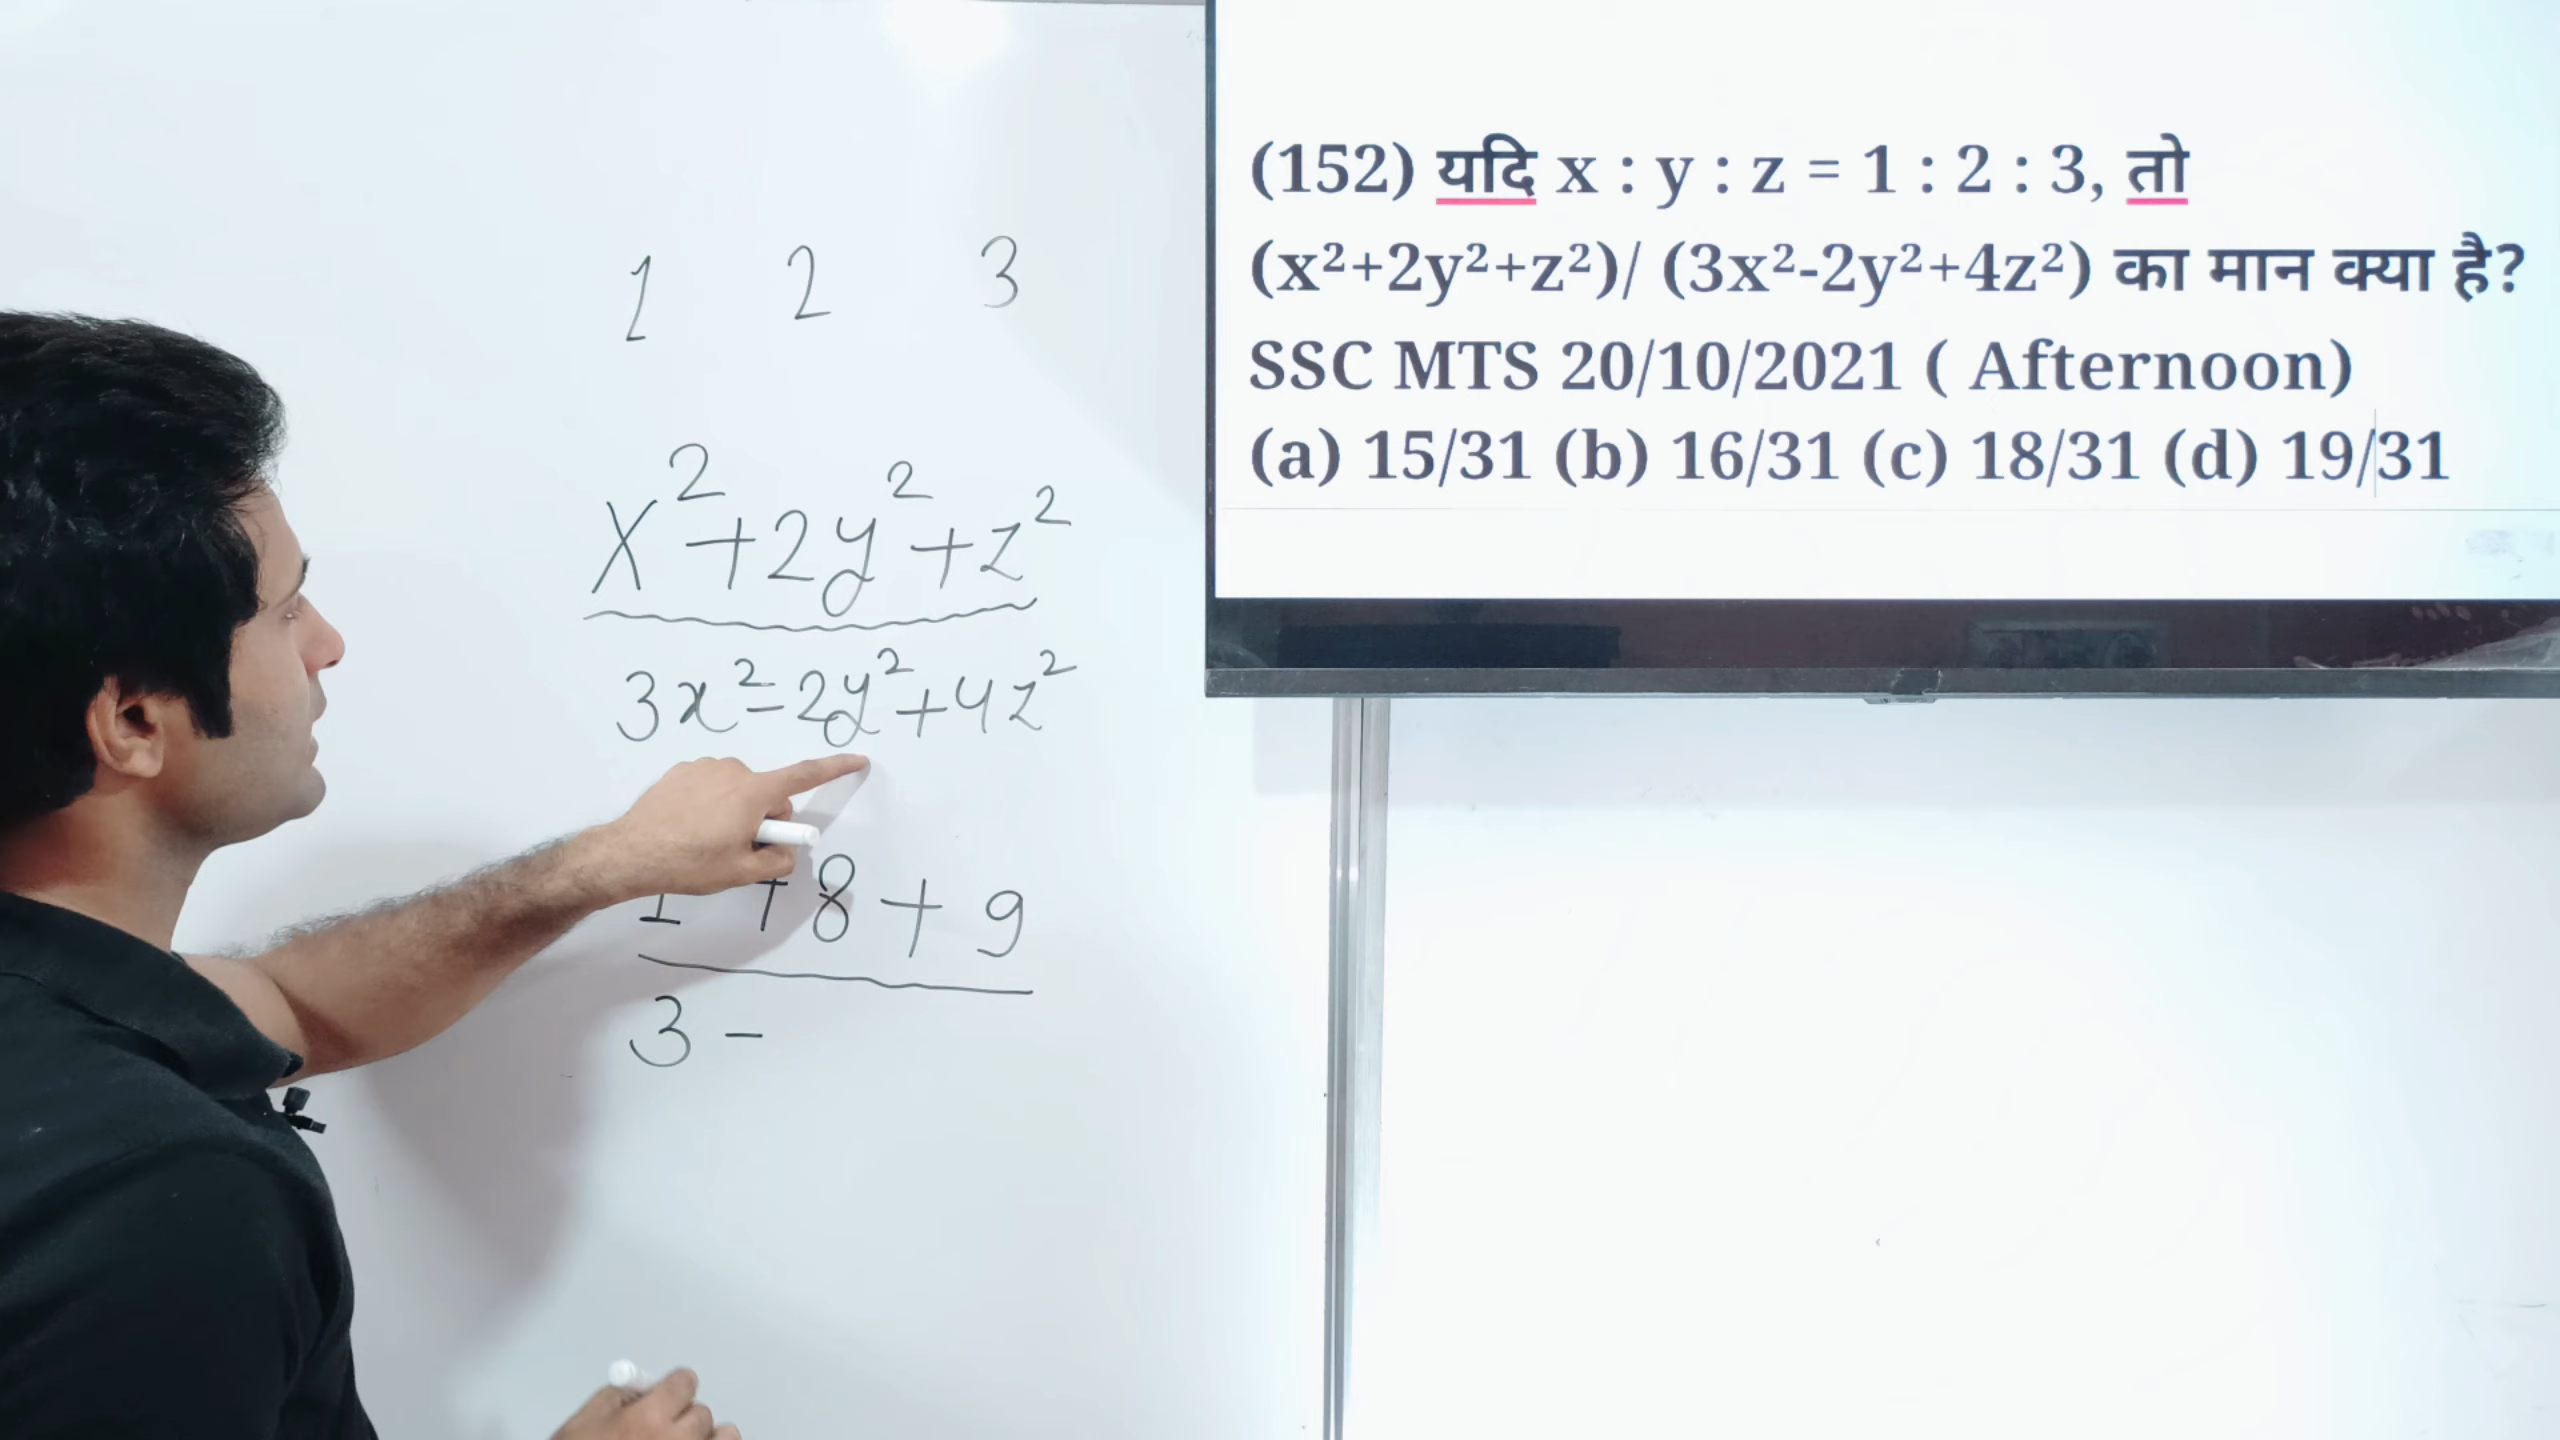 1 2 3
x²+2y²+z²
3x²-2y²+4z²
1 + 8 + 9
3 -
(152) यदि x : y : z = 1 : 2 : 3, तो
(x²+2y²+z²)/ (3x²-2y²+4z²) का मान क्या है?
SSC MTS 20/10/2021 ( Afternoon)
(a) 15/31 (b) 16/31 (c) 18/31 (d) 19/31